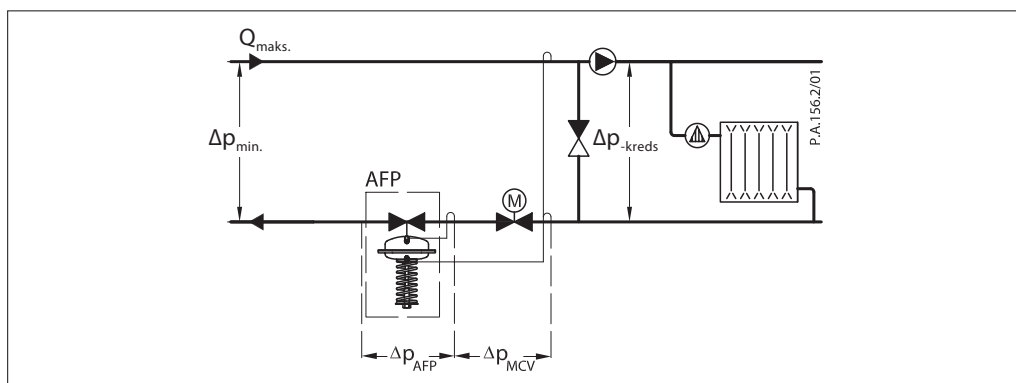 Qmaks.
Δpmin.
AFP
M
Δp-kreds
P.A.156.2/01
ΔpAFP
ΔpMCV